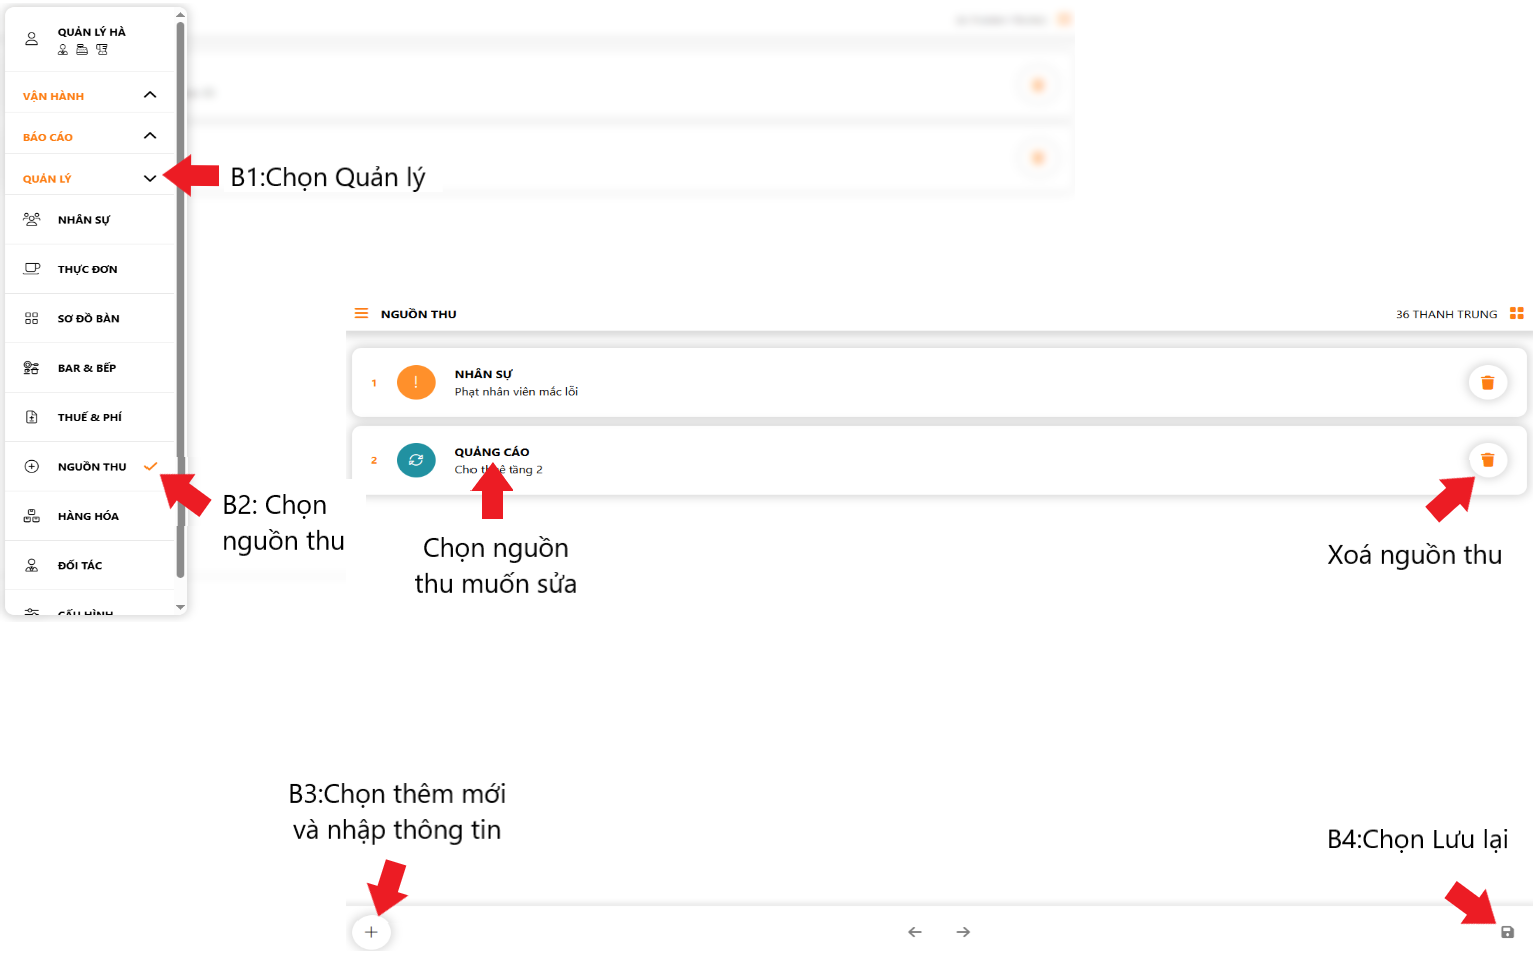 QUẢN LÝ HÀ
VẬN HÀNH
BÁO CÁO
QUẢN LÝ
B1:Chọn Quản lý
NHÂN SỰ
THỰC ĐƠN
SƠ ĐỒ BÀN
BAR & BẾP
THUẾ & PHÍ
NGUỒN THU
HÀNG HÓA
ĐỐI TÁC
CẤU HÌNH
B2: Chọn
nguồn thu
NGUỒN THU
36 THANH TRUNG
1
NHÂN SỰ
Phạt nhân viên mắc lỗi
2
QUẢNG CÁO
Cho thuê tầng 2
Chọn nguồn
thu muốn sửa
Xoá nguồn thu
B3:Chọn thêm mới
và nhập thông tin
B4:Chọn Lưu lại